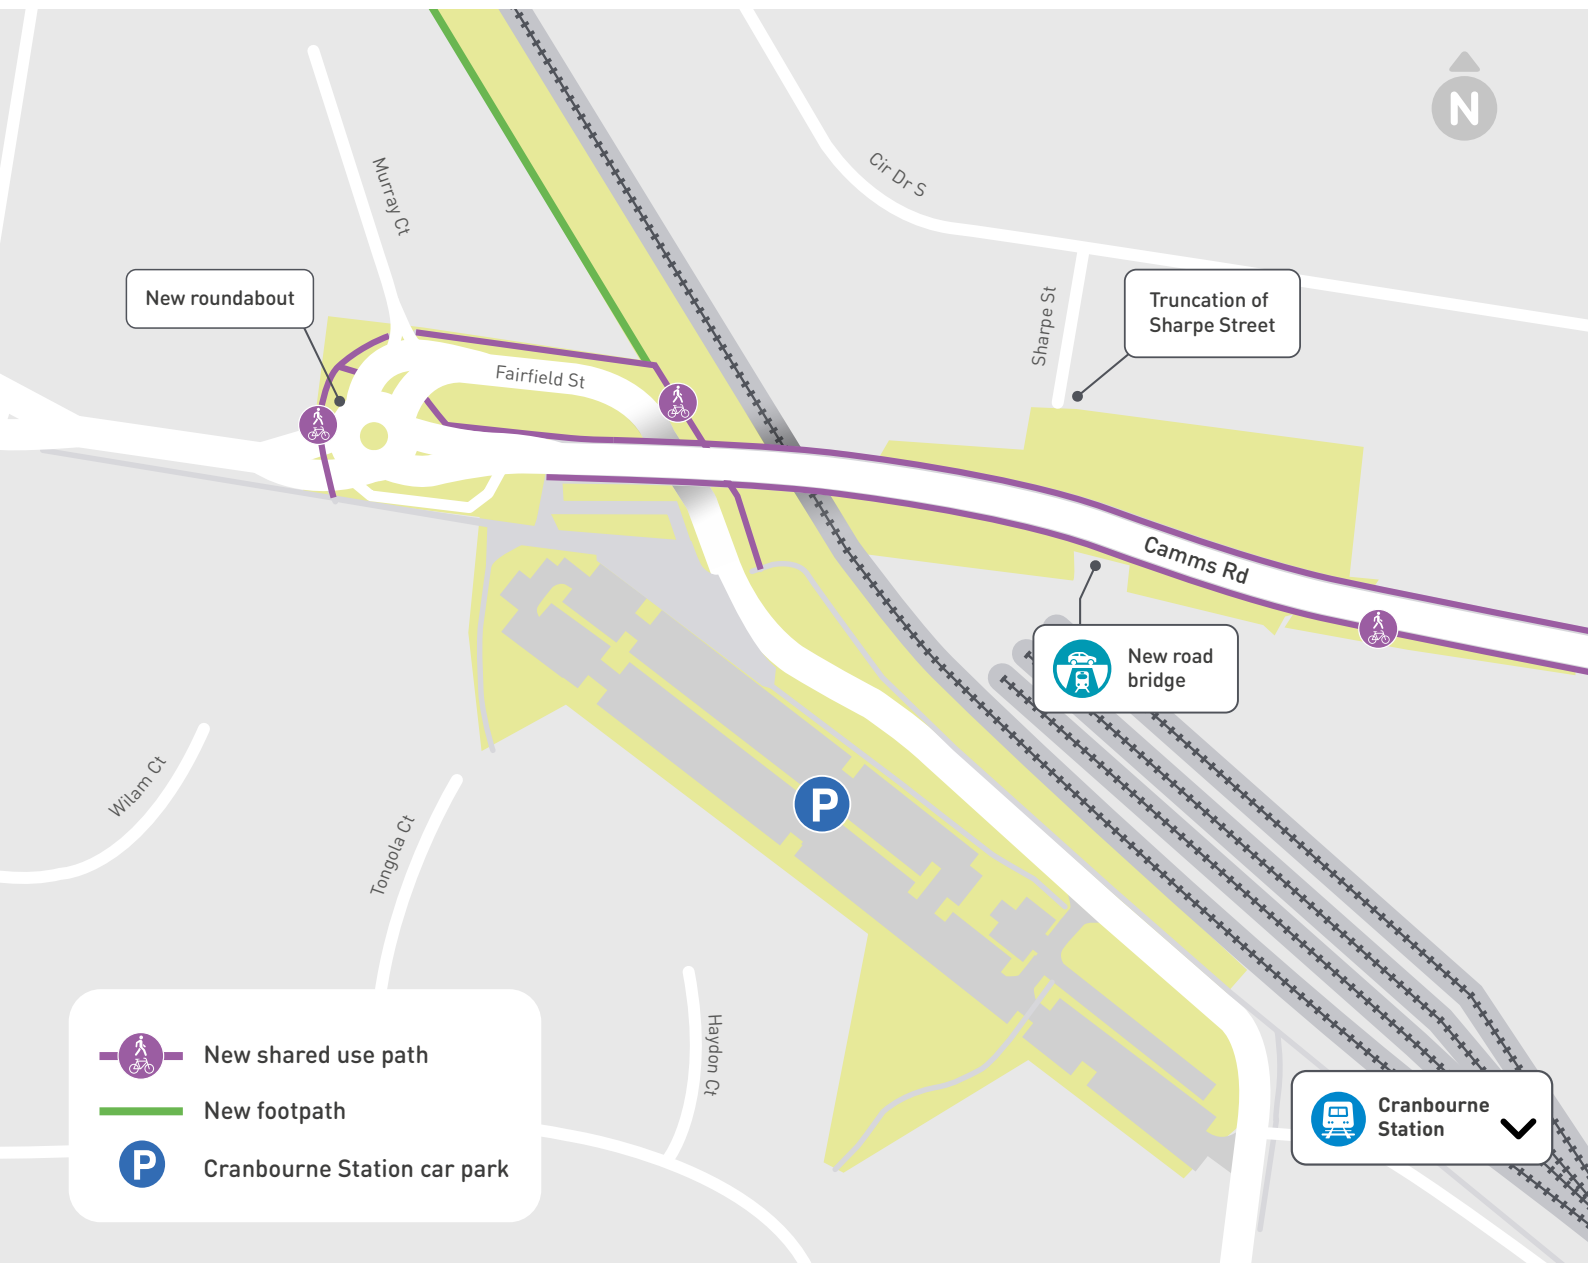 N
Cir Dr S
Murray Ct
New roundabout
Truncation of
Sharpe Street
Sharpe St
Fairfield St
Camms Rd
New road
bridge
Wilam Ct
Tongola Ct
P
Haydon Ct
New shared use path
New footpath
P
Cranbourne Station car park
Cranbourne
Station